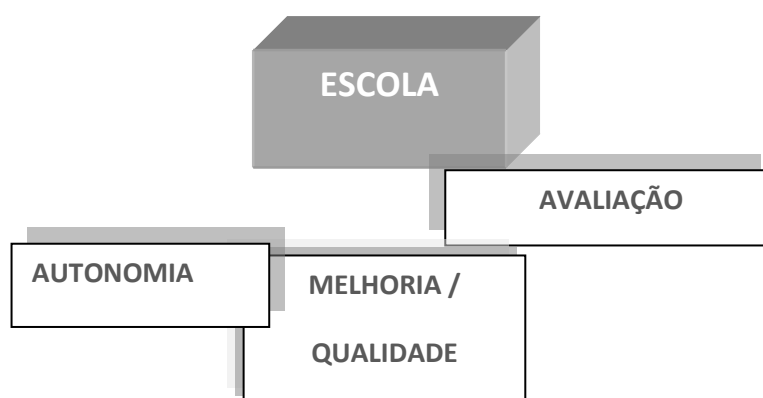 ESCOLA
AVALIAÇÃO
AUTONOMIA
MELHORIA /
QUALIDADE